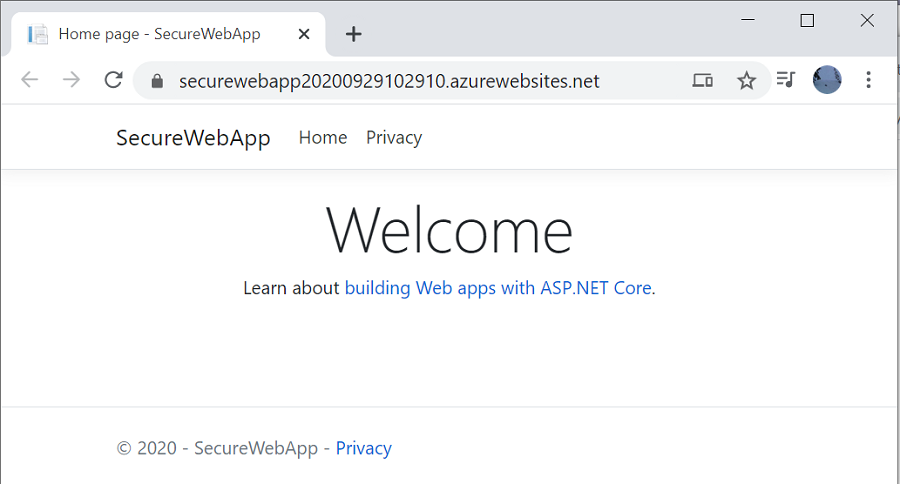 Home page - SecureWebApp
securewebapp20200929102910.azurewebsites.net
SecureWebApp Home Privacy
Welcome
Learn about building Web apps with ASP.NET Core.
© 2020 - SecureWebApp - Privacy